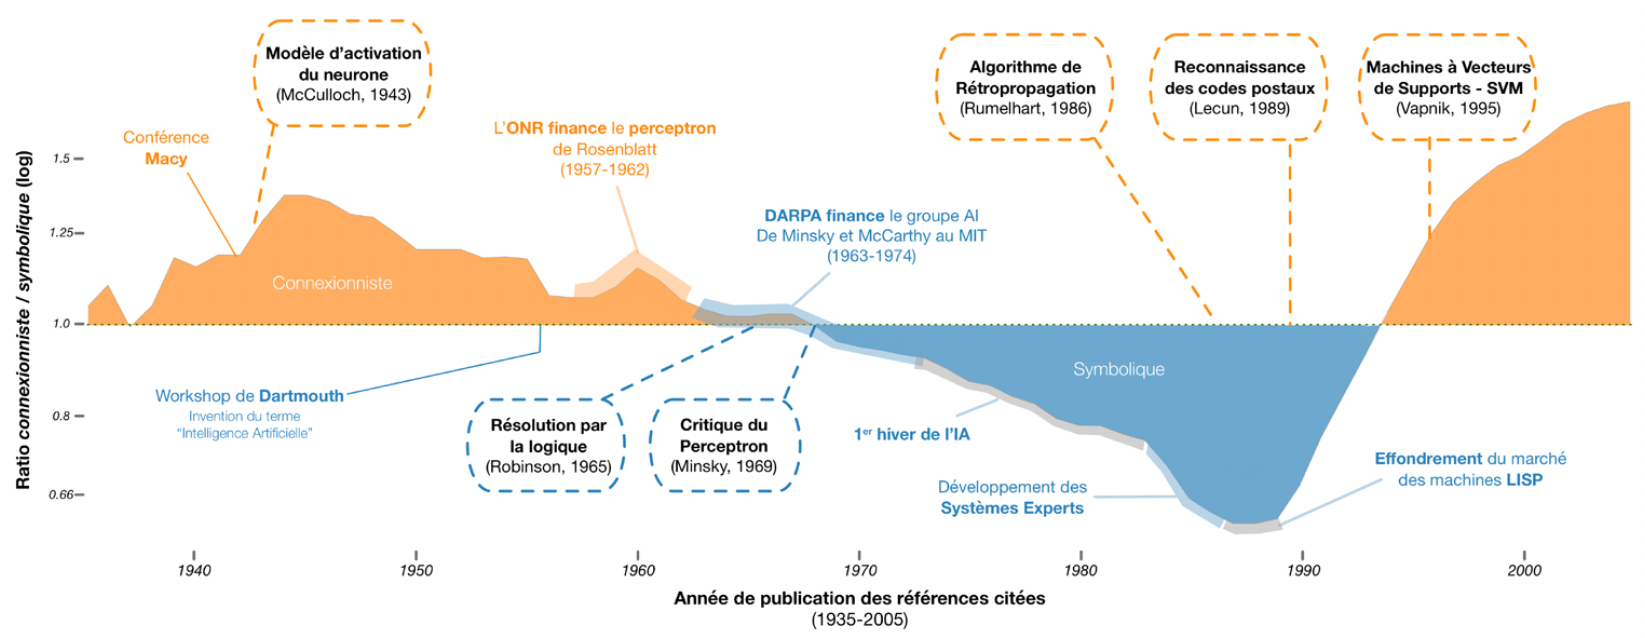 Modèle d’activation
du neurone
(McCulloch, 1943)
Conférence
Macy
L’ONR finance le perceptron
de Rosenblatt
(1957-1962)
DARPA finance le groupe AI
De Minsky et McCarthy au MIT
(1963-1974)
Algorithme de
Rétropropagation
(Rumelhart, 1986)
Reconnaissance
des codes postaux
(Lecun, 1989)
Machines à Vecteurs
de Supports - SVM
(Vapnik, 1995)
Ratio connexionniste / symbolique (log)
1.5
1.25
1.0
0.8
0.66
Connexionniste
Symbolique
Workshop de Dartmouth
Invention du terme
“Intelligence Artificielle”
Résolution par
la logique
(Robinson, 1965)
Critique du
Perceptron
(Minsky, 1969)
1er hiver de l’IA
Développement des
Systèmes Experts
Effondrement du marché
des machines LISP
1940 1950 1960 1970 1980 1990 2000
Année de publication des références citées
(1935-2005)